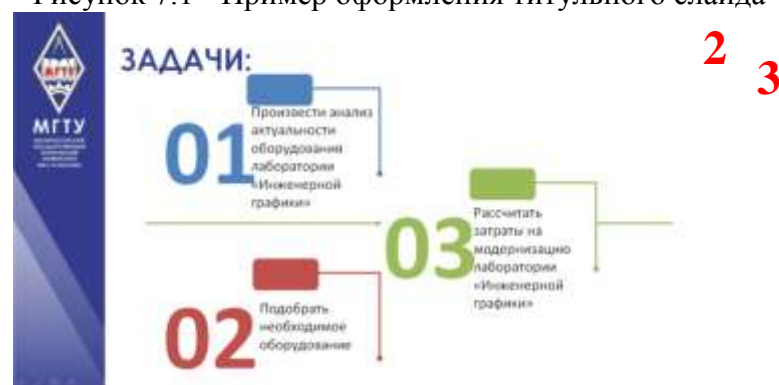 Рисунок 7.1 – Пример оформления титульного слайда
2
3
МГТУ
МГТУ
ЗАДАЧИ:
01
Произвести анализ
актуальности
оборудования
лаборатории
«Инженерной
графики»
02
Подобрать
необходимое
оборудование
03
Рассчитать
затраты на
модернизацию
лаборатории
«Инженерной
графики»